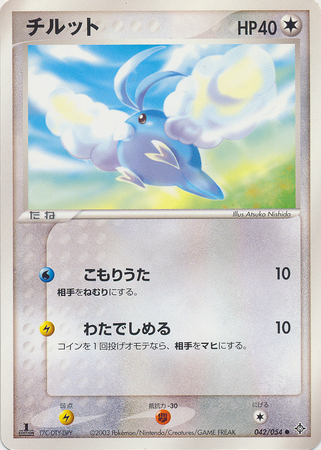 チルット HP40
たね
Illus. Atsuko Nishida
こもりうた 10
相手をねむりにする。
わたでしめる 10
コインを1回投げオモテなら、相手をマヒにする。
弱点 抵抗力 -30 にげる
1 EDITION
©2003 Pokémon/Nintendo/Creatures/GAME FREAK
042/054